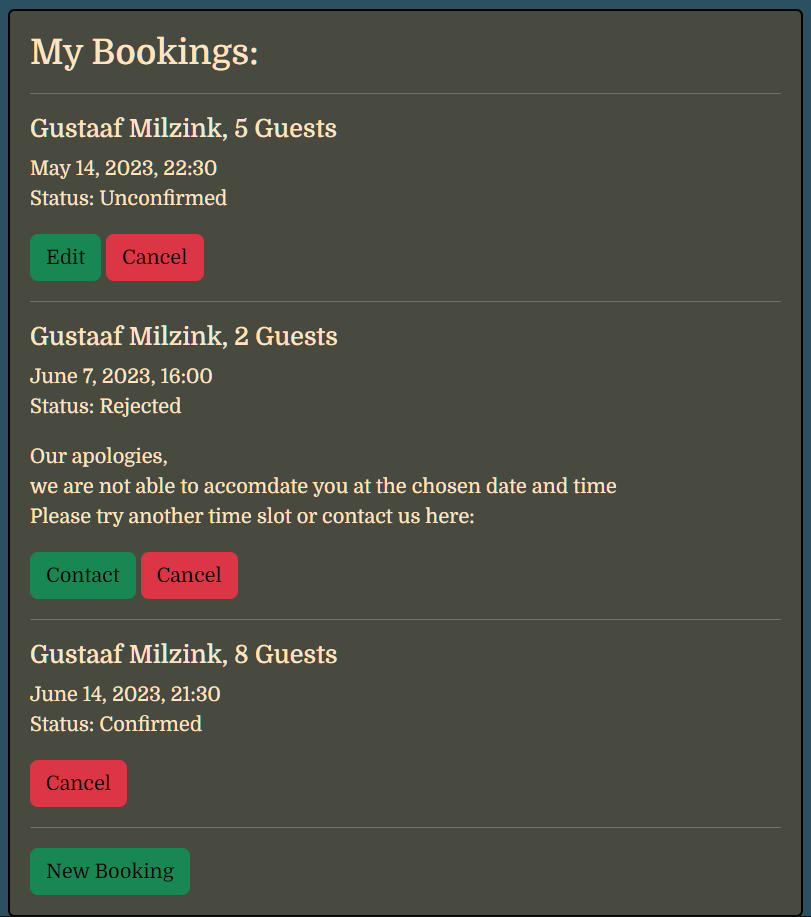 My Bookings:
Gustaaf Milzink, 5 Guests
May 14, 2023, 22:30
Status: Unconfirmed
Edit Cancel
Gustaaf Milzink, 2 Guests
June 7, 2023, 16:00
Status: Rejected
Our apologies,
we are not able to accomdate you at the chosen date and time
Please try another time slot or contact us here:
Contact Cancel
Gustaaf Milzink, 8 Guests
June 14, 2023, 21:30
Status: Confirmed
Cancel
New Booking